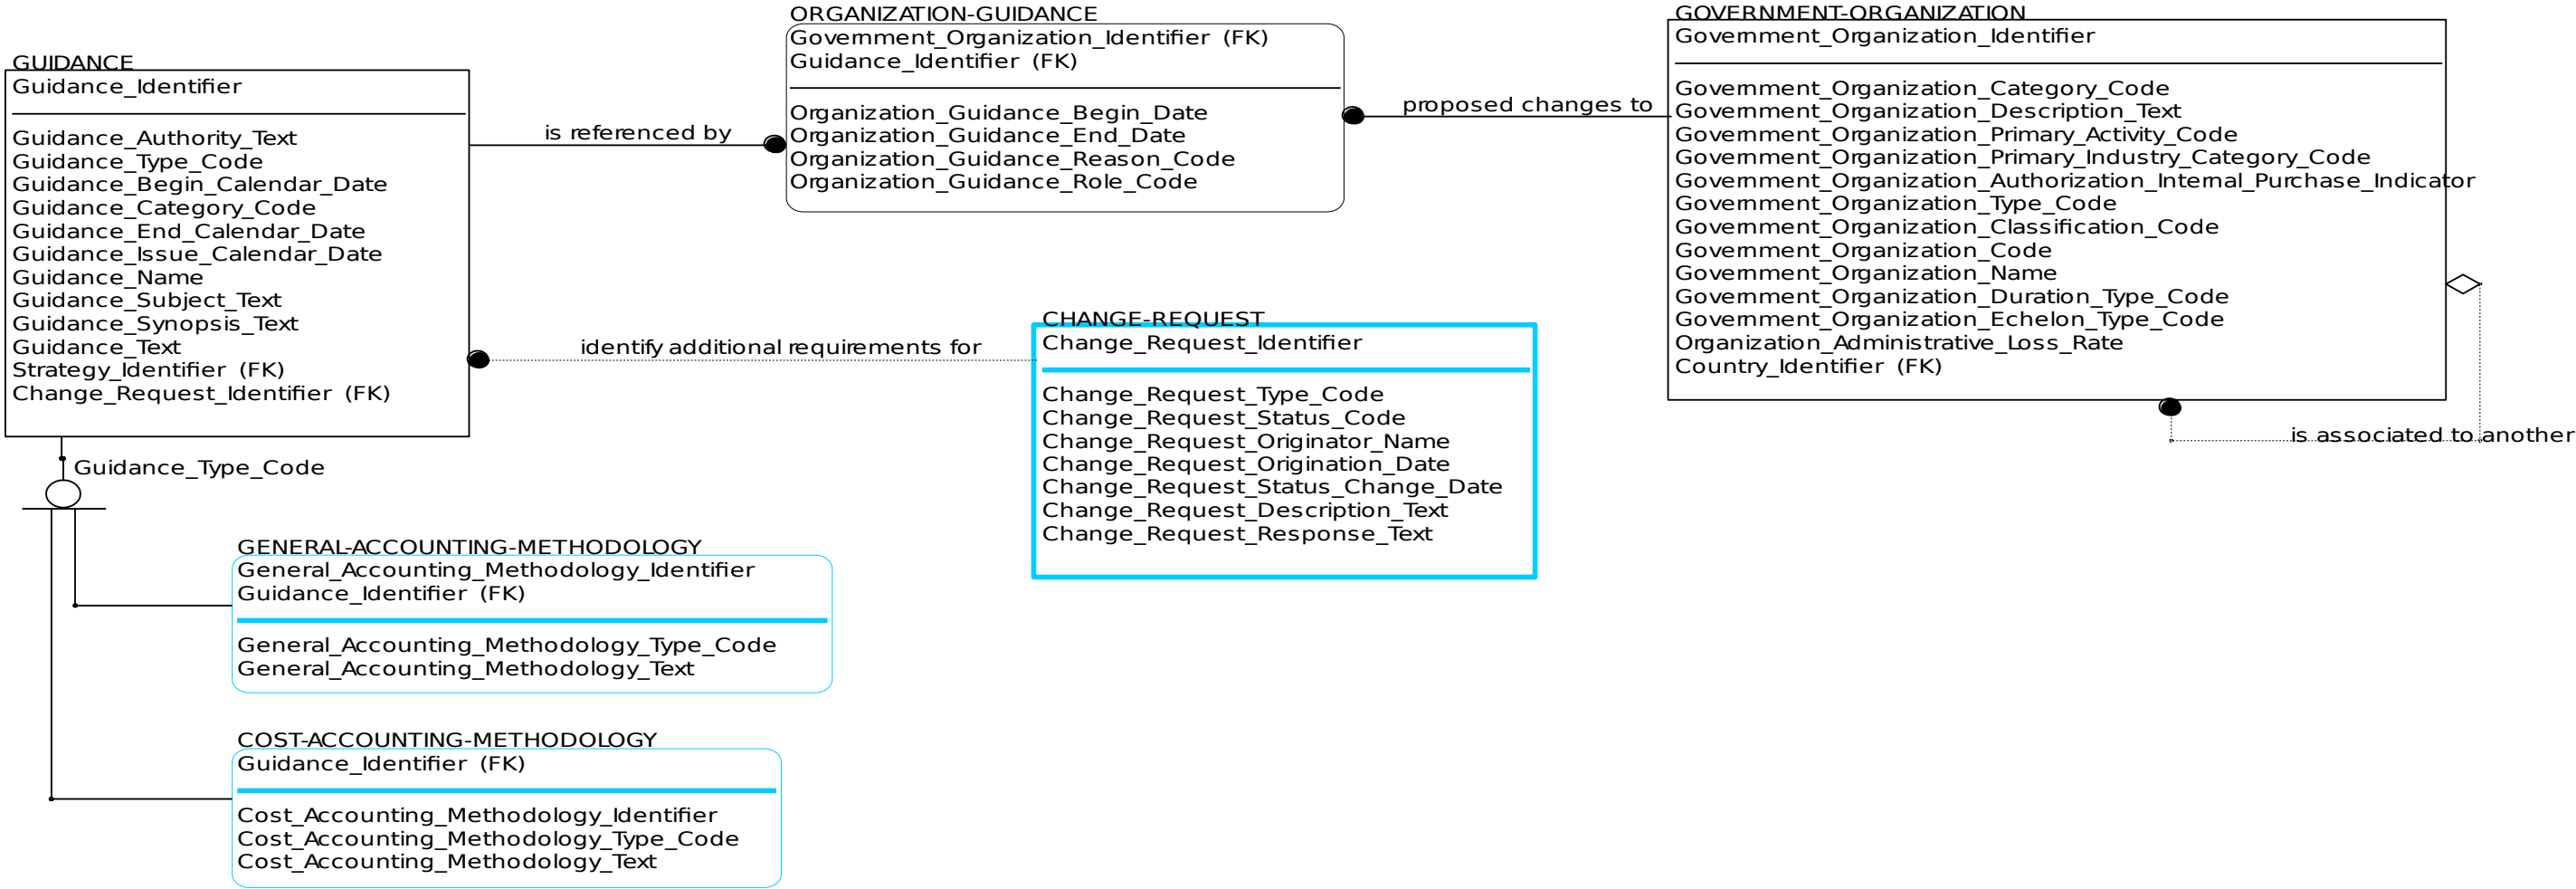 GUIDANCE
Guidance_Identifier
Guidance_Authority_Text
Guidance_Type_Code
Guidance_Begin_Calendar_Date
Guidance_Category_Code
Guidance_End_Calendar_Date
Guidance_Issue_Calendar_Date
Guidance_Name
Guidance_Subject_Text
Guidance_Synopsis_Text
Guidance_Text
Strategy_Identifier (FK)
Change_Request_Identifier (FK)
is referenced by
ORGANIZATION-GUIDANCE
Government_Organization_Identifier (FK)
Guidance_Identifier (FK)
Organization_Guidance_Begin_Date
Organization_Guidance_End_Date
Organization_Guidance_Reason_Code
Organization_Guidance_Role_Code
proposed changes to
GOVERNMENT-ORGANIZATION
Government_Organization_Identifier
Government_Organization_Category_Code
Government_Organization_Description_Text
Government_Organization_Primary_Activity_Code
Government_Organization_Primary_Industry_Category_Code
Government_Organization_Authorization_Internal_Purchase_Indicator
Government_Organization_Type_Code
Government_Organization_Classification_Code
Government_Organization_Code
Government_Organization_Name
Government_Organization_Duration_Type_Code
Government_Organization_Echelon_Type_Code
Organization_Administrative_Loss_Rate
Country_Identifier (FK)
is associated to another
identify additional requirements for
CHANGE-REQUEST
Change_Request_Identifier
Change_Request_Type_Code
Change_Request_Status_Code
Change_Request_Originator_Name
Change_Request_Origination_Date
Change_Request_Status_Change_Date
Change_Request_Description_Text
Change_Request_Response_Text
Guidance_Type_Code
GENERAL-ACCOUNTING-METHODOLOGY
General_Accounting_Methodology_Identifier
Guidance_Identifier (FK)
General_Accounting_Methodology_Type_Code
General_Accounting_Methodology_Text
COST-ACCOUNTING-METHODOLOGY
Guidance_Identifier (FK)
Cost_Accounting_Methodology_Identifier
Cost_Accounting_Methodology_Type_Code
Cost_Accounting_Methodology_Text